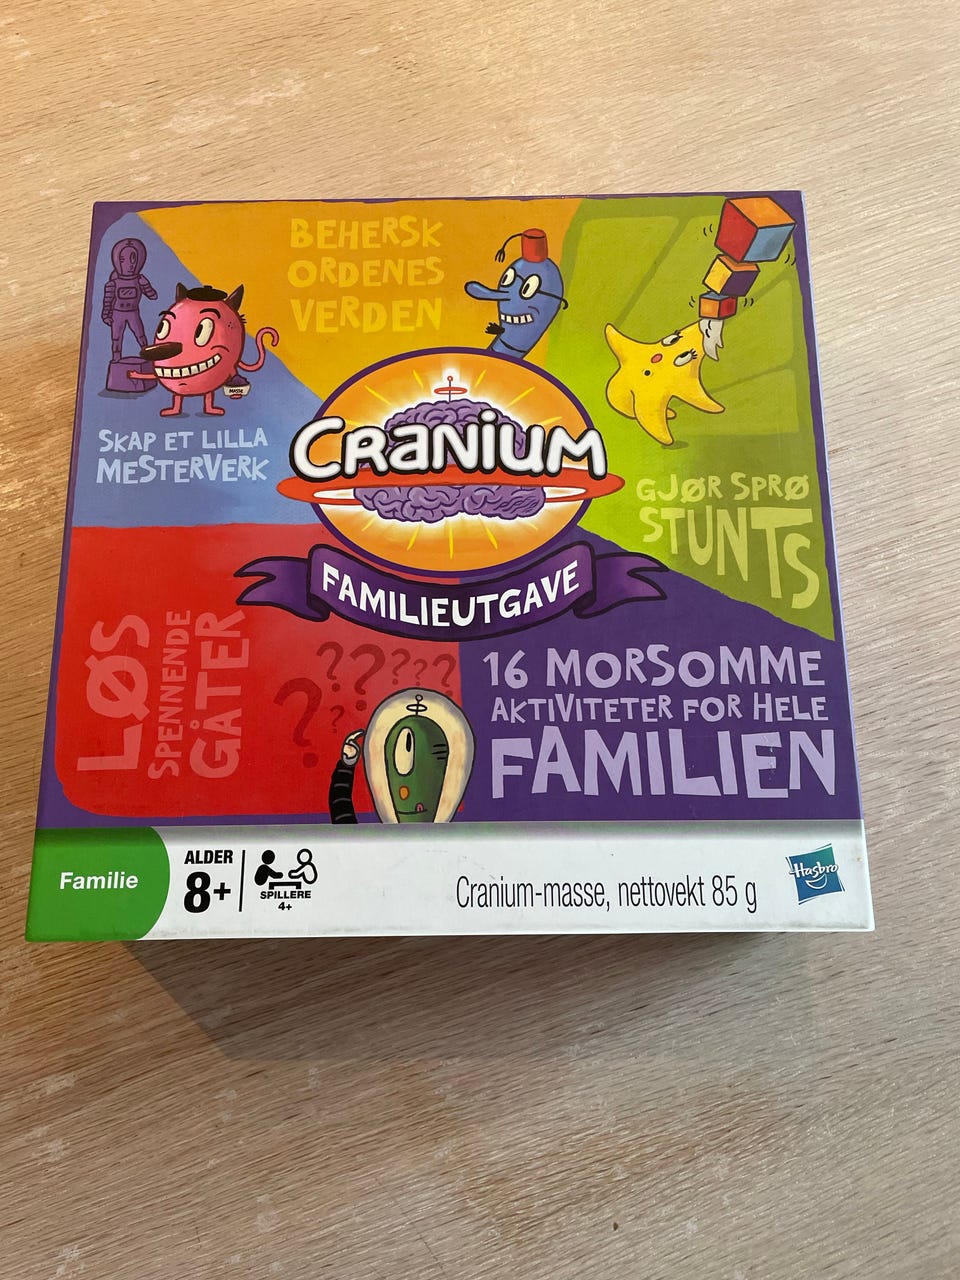 BEHERSK
ORDENES
VERDEN
SKAP ET LILLA
MESTERVERK
MASSE
CRANIUM
GJØR SPRØ
STUNTS
FAMILIEUTGAVE
LØS
SPENNENDE
GÅTER
? ? ? ? ? ? ? ?
16 MORSOMME
AKTIVITETER FOR HELE
FAMILIEN
Familie
ALDER
8+
SPILLERE
4+
Cranium-masse, nettovekt 85 g
Hasbro